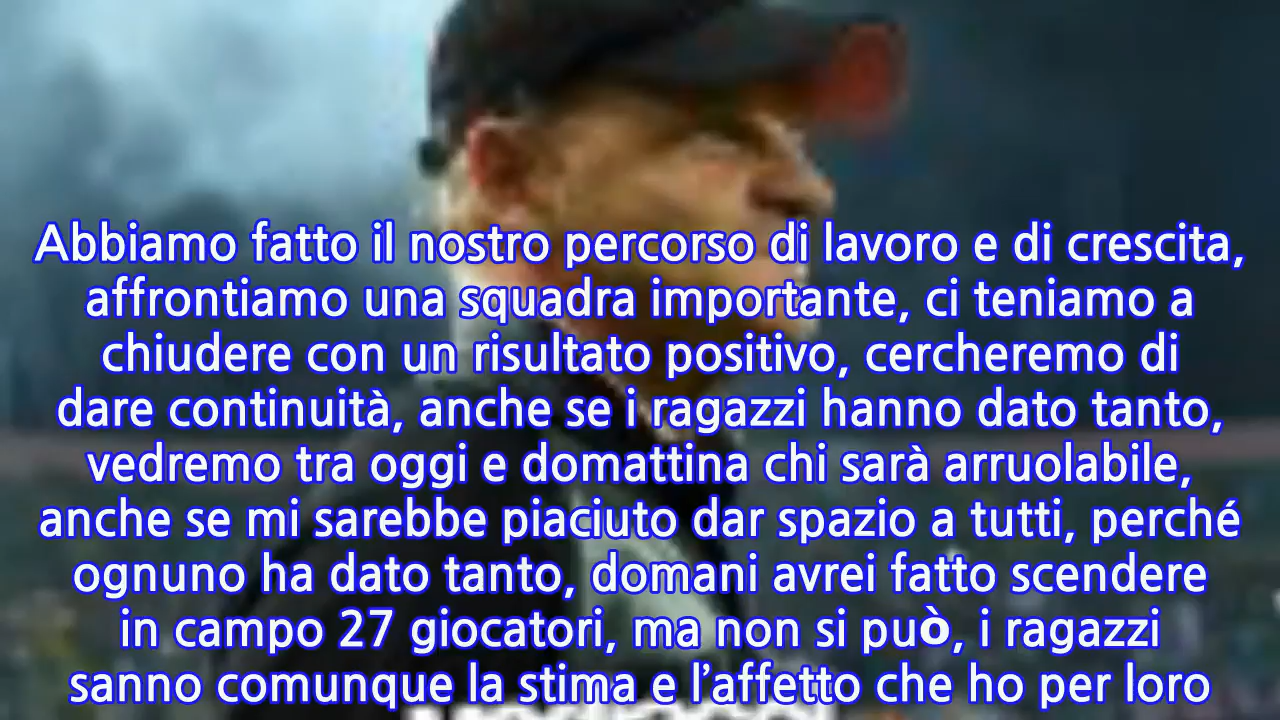 Abbiamo fatto il nostro percorso di lavoro e di crescita,
affrontiamo una squadra importante, ci teniamo a
chiudere con un risultato positivo, cercheremo di
dare continuità, anche se i ragazzi hanno dato tanto,
vedremo tra oggi e domattina chi sarà arruolabile,
anche se mi sarebbe piaciuto dar spazio a tutti, perché
ognuno ha dato tanto, domani avrei fatto scendere
in campo 27 giocatori, ma non si può, i ragazzi
sanno comunque la stima e l’affetto che ho per loro